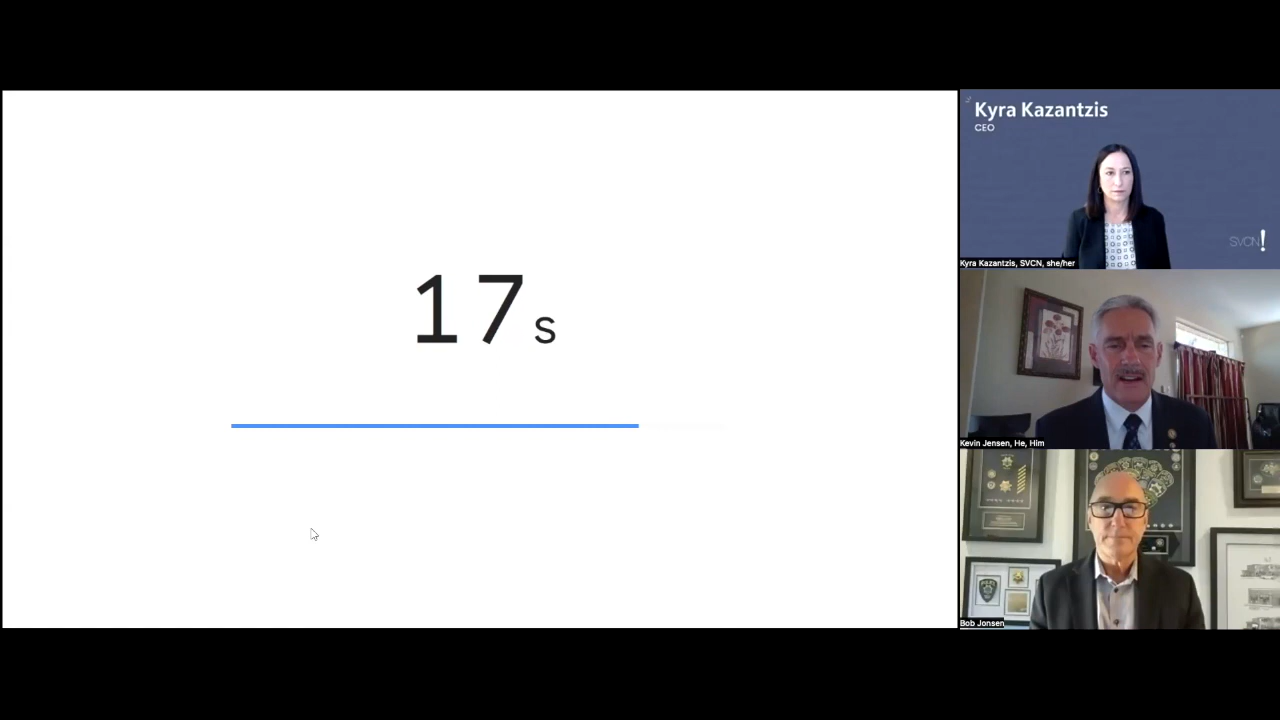 17s
Kyra Kazantzis
CEO
SVCN!
Kyra Kazantzis, SVCN, she/her
Kevin Jensen, He, Him
Bob Jonsen